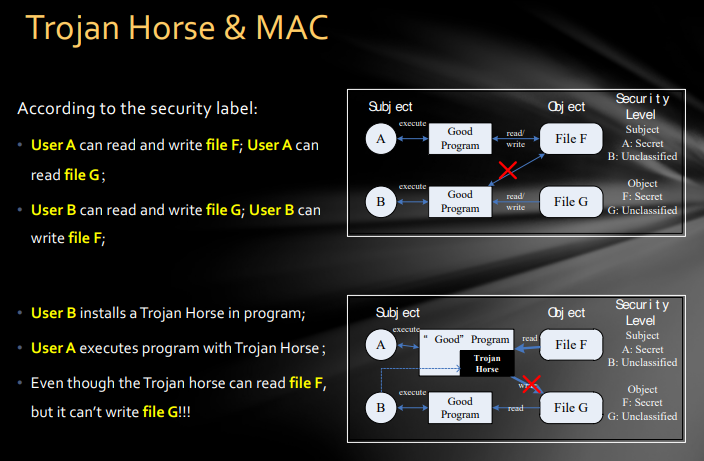 Trojan Horse & MAC
According to the security label:
• User A can read and write file F; User A can
read file G;
• User B can read and write file G; User B can
write file F;
• User B installs a Trojan Horse in program;
• User A executes program with Trojan Horse;
• Even though the Trojan horse can read file F,
but it can't write file G!!!
Subject
Object
Security
Level
A
execute
Good
Program
read/
write
File F
Subject
A: Secret
B: Unclassified
B
execute
Good
Program
read/
write
File G
Object
F: Secret
G: Unclassified
Subject
Object
Security
Level
A
execute
“ Good” Program
Trojan
Horse
read
File F
Subject
A: Secret
B: Unclassified
write
B
execute
Good
Program
read
File G
Object
F: Secret
G: Unclassified